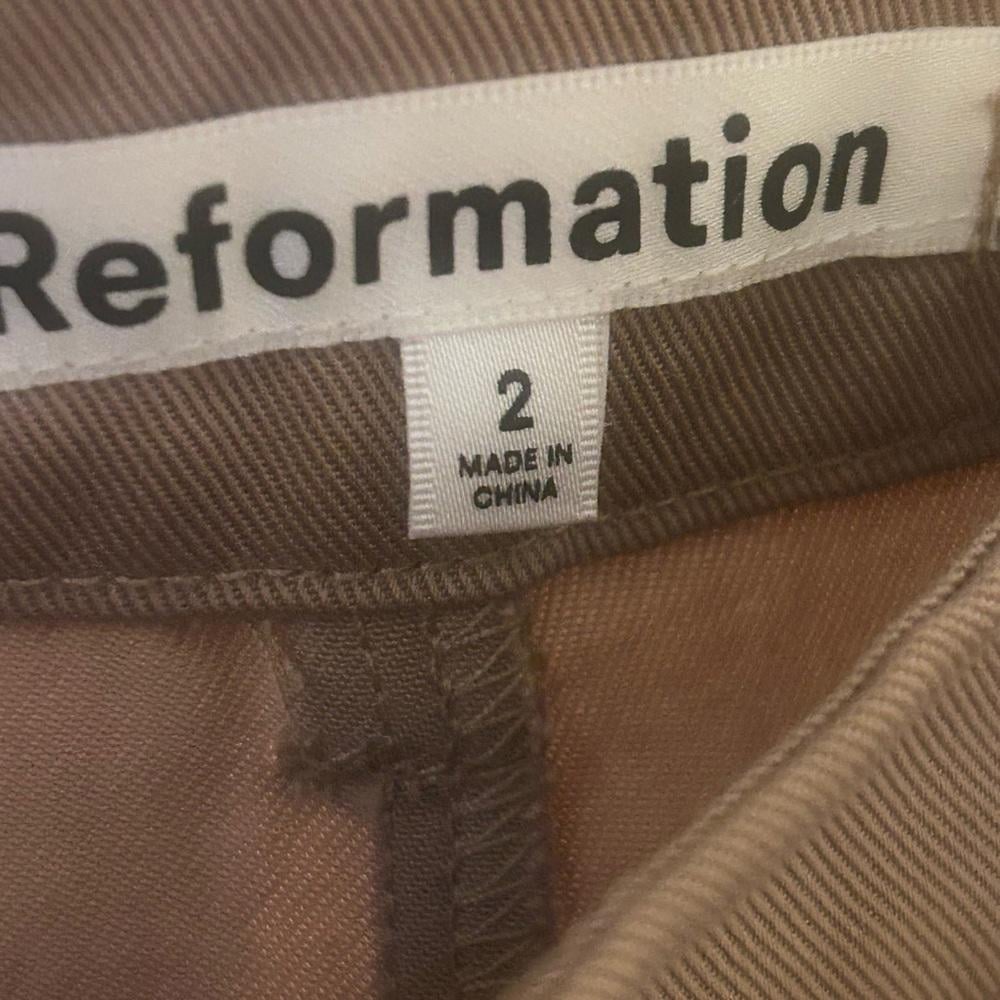 Reformation
2
MADE IN
CHINA